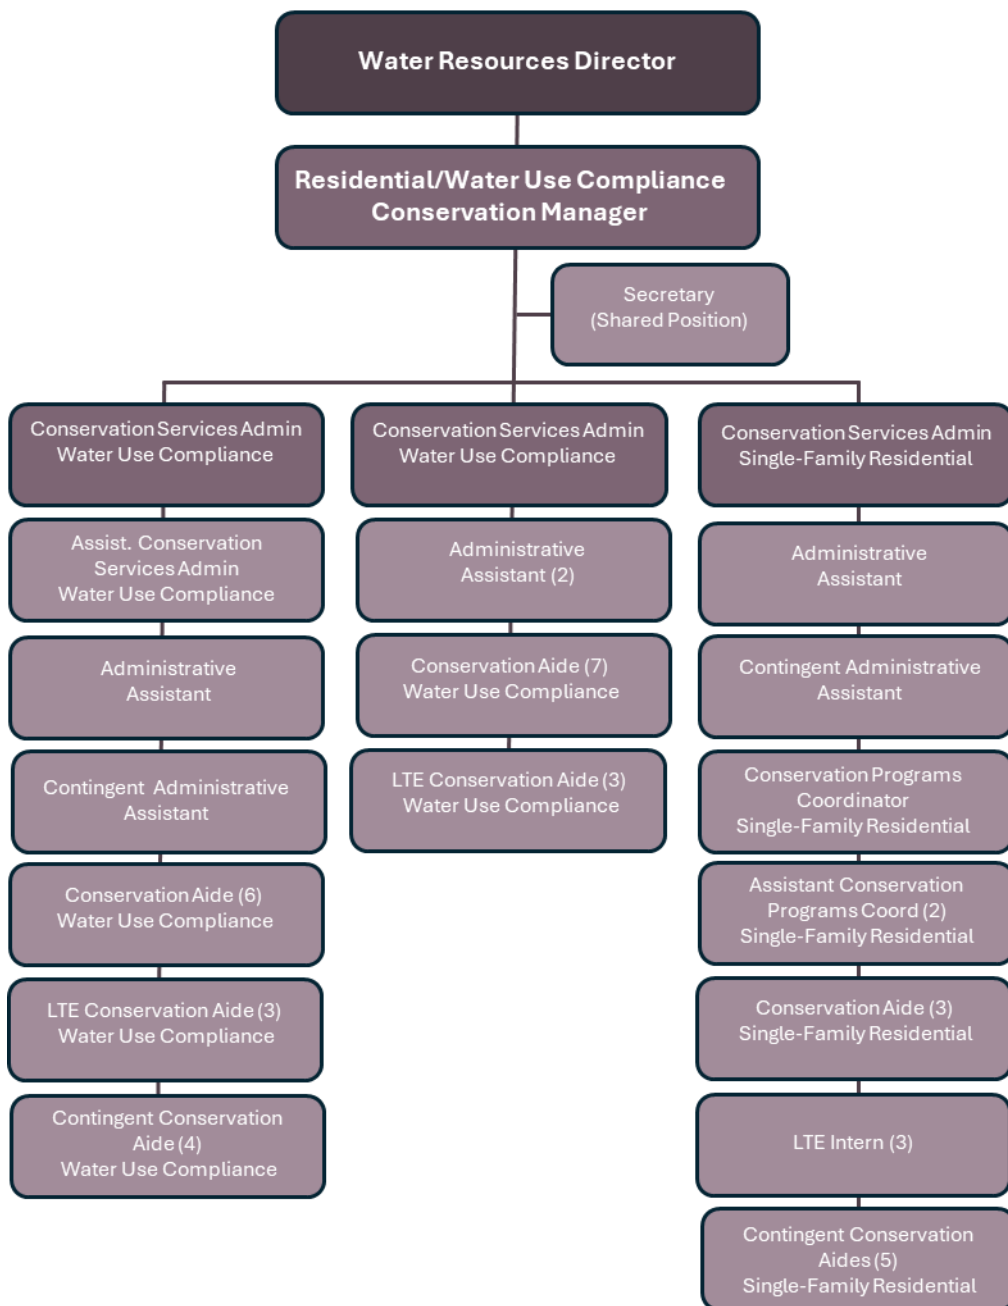 Water Resources Director
Residential/Water Use Compliance
Conservation Manager
Secretary
(Shared Position)
Conservation Services Admin
Water Use Compliance
Assist. Conservation
Services Admin
Water Use Compliance
Administrative
Assistant
Contingent Administrative
Assistant
Conservation Aide (6)
Water Use Compliance
LTE Conservation Aide (3)
Water Use Compliance
Contingent Conservation
Aide (4)
Water Use Compliance
Conservation Services Admin
Water Use Compliance
Administrative
Assistant (2)
Conservation Aide (7)
Water Use Compliance
LTE Conservation Aide (3)
Water Use Compliance
Conservation Services Admin
Single-Family Residential
Administrative
Assistant
Contingent Administrative
Assistant
Conservation Programs
Coordinator
Single-Family Residential
Assistant Conservation
Programs Coord (2)
Single-Family Residential
Conservation Aide (3)
Single-Family Residential
LTE Intern (3)
Contingent Conservation
Aides (5)
Single-Family Residential